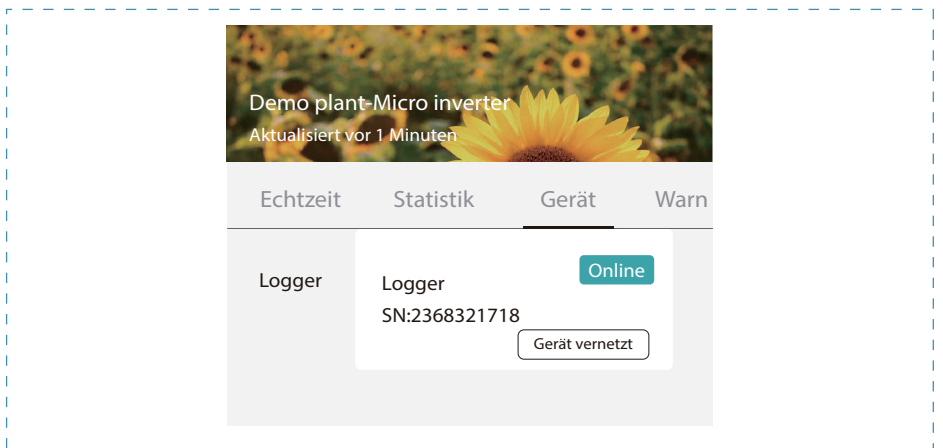 Demo plant-Micro inverter
Aktualisiert vor 1 Minuten
Echtzeit Statistik Gerät Warn
Logger
Logger
Online
SN:2368321718
Gerät vernetzt